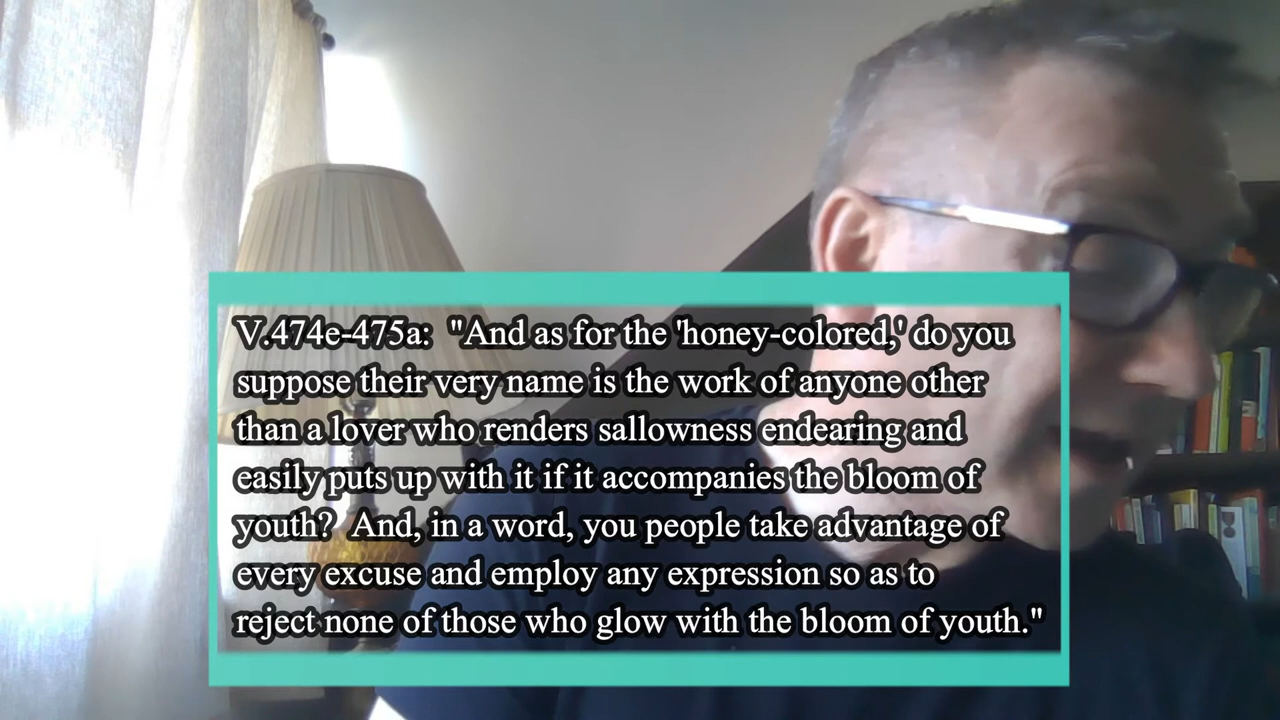 V.474e-475a:  "And as for the 'honey-colored,' do you
suppose their very name is the work of anyone other
than a lover who renders sallowness endearing and
easily puts up with it if it accompanies the bloom of
youth?  And, in a word, you people take advantage of
every excuse and employ any expression so as to
reject none of those who glow with the bloom of youth."